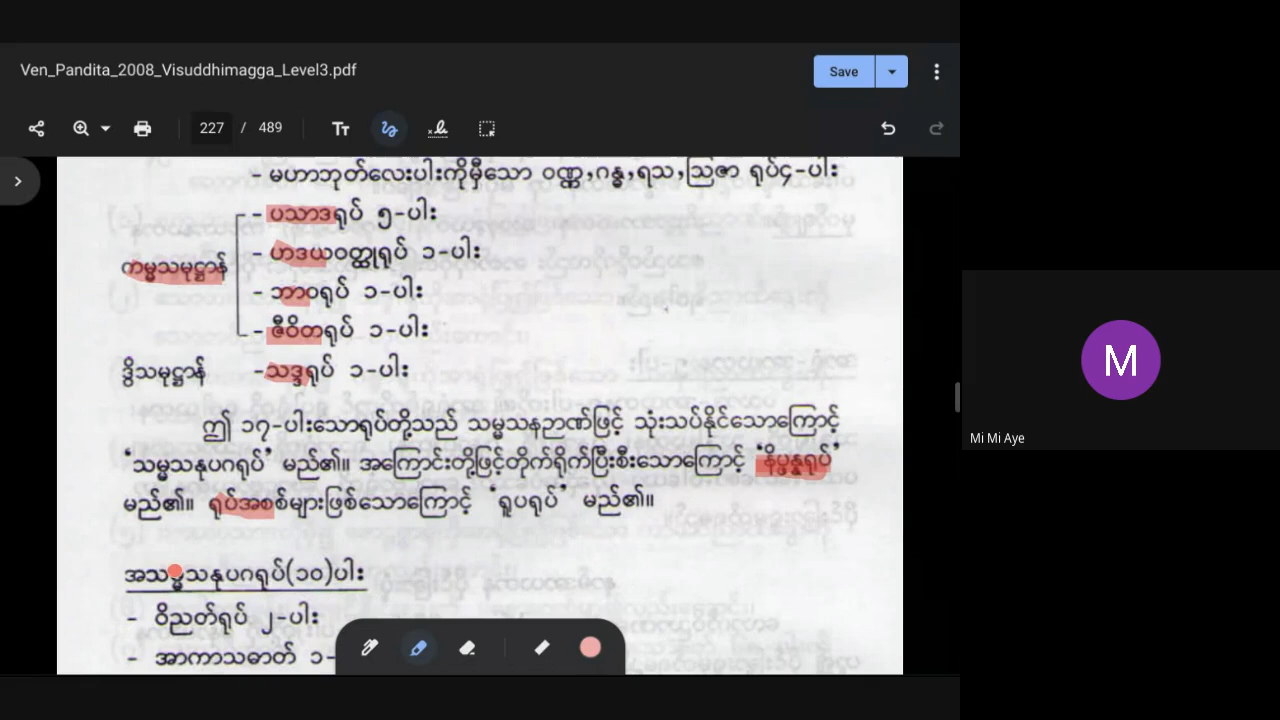 Ven_Pandita_2008_Visuddhimagga_Level3.pdf
Save
227 / 489
- မဟာဘုတ်လေးပါးကိုမှီသော ဝဏ္ဏ,ဂန္ဓ,ရသ,ဩဇာ ရုပ်၄-ပါး
- ပသာဒရုပ် ၅-ပါး
- ဟဒယဝတ္ထုရုပ် ၁-ပါး
ကမ္မသမုဋ္ဌာန်
- ဘာဝရုပ် ၁-ပါး
- ဇီဝိတရုပ် ၁-ပါး
ဒွိသမုဋ္ဌာန် -သဒ္ဒရုပ် ၁-ပါး
ဤ ၁၇-ပါးသောရုပ်တို့သည် သမ္မသနဉာဏ်ဖြင့် သုံးသပ်နိုင်သောကြောင့်
‘သမ္မသနုပဂရုပ်’ မည်၏။ အကြောင်းတို့ဖြင့်တိုက်ရိုက်ပြီးစီးသောကြောင့် ‘နိပ္ဖန္နရုပ်’
မည်၏။ ရုပ်အစစ်များဖြစ်သောကြောင့် ‘ရူပရုပ်’ မည်၏။
အသမ္မသနုပဂရုပ်(၁၀)ပါး
- ဝိညတ်ရုပ် ၂-ပါး
- အာကာသဓာတ် ၁-
M
Mi Mi Aye